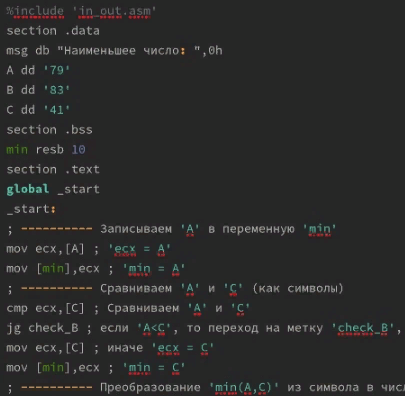 %include 'in_out.asm'
section .data
msg db "Наименьшее число: ",0h
A dd '79'
B dd '83'
C dd '41'
section .bss
min resb 10
section .text
global _start
_start:
; ---------- Записываем 'A' в переменную 'min'
mov ecx,[A] ; 'ecx = A'
mov [min],ecx ; 'min = A'
; ---------- Сравниваем 'A' и 'C' (как символы)
cmp ecx,[C] ; Сравниваем 'A' и 'C'
jg check_B ; если 'A<C', то переход на метку 'check_B',
mov ecx,[C] ; иначе 'ecx = C'
mov [min],ecx ; 'min = C'
; ---------- Преобразование 'min(A,C)' из символа в чис